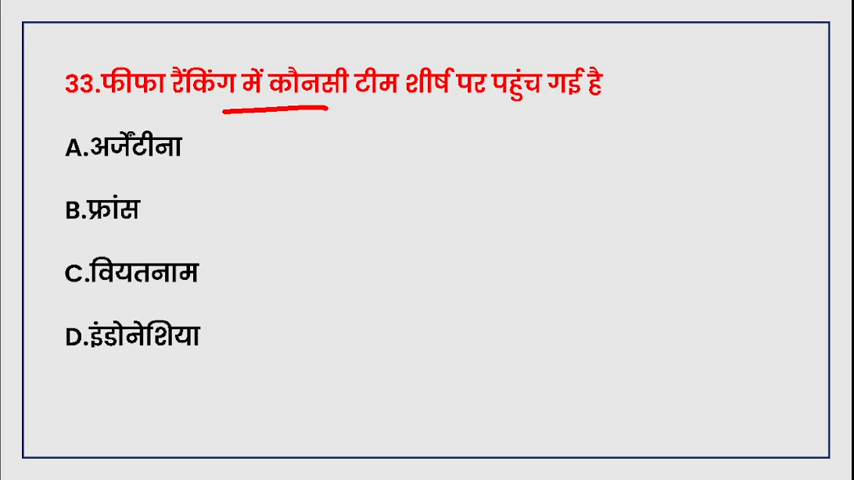 33.फीफा रैंकिंग में कौनसी टीम शीर्ष पर पहुंच गई है
A.अर्जेंटीना
B.फ्रांस
C.वियतनाम
D.इंडोनेशिया